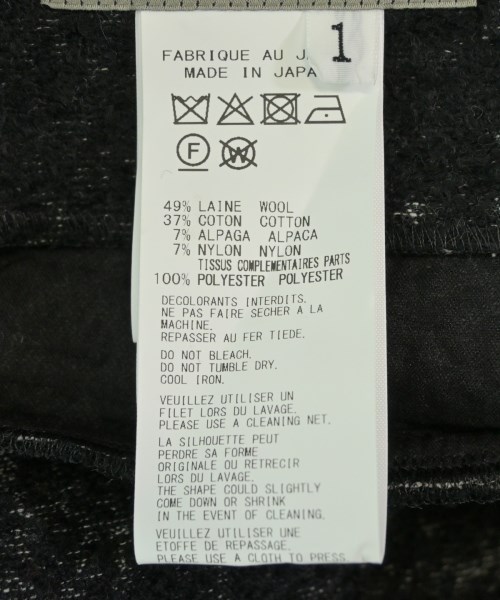 1
FABRIQUE AU
MADE IN JAPA
F
W
49% LAINE WOOL
37% COTON COTTON
7% ALPAGA ALPACA
7% NYLON NYLON
TISSUS COMPLEMENTAIRES PARTS
100% POLYESTER POLYESTER
DECOLORANTS INTERDITS.
NE PAS FAIRE SECHER A LA
MACHINE.
REPASSER AU FER TIEDE.
DO NOT BLEACH.
DO NOT TUMBLE DRY.
COOL IRON.
VEUILLEZ UTILISER UN
FILET LORS DU LAVAGE.
PLEASE USE A CLEANING NET.
LA SILHOUETTE PEUT
PERDRE SA FORME
ORIGINALE OU RETRECIR
LORS DU LAVAGE.
THE SHAPE COULD SLIGHTLY
COME DOWN OR SHRINK
IN THE EVENT OF CLEANING.
VEUILLEZ UTILISER UNE
ETOFFE DE REPASSAGE.
PLEASE USE A CLOTH TO PRESS